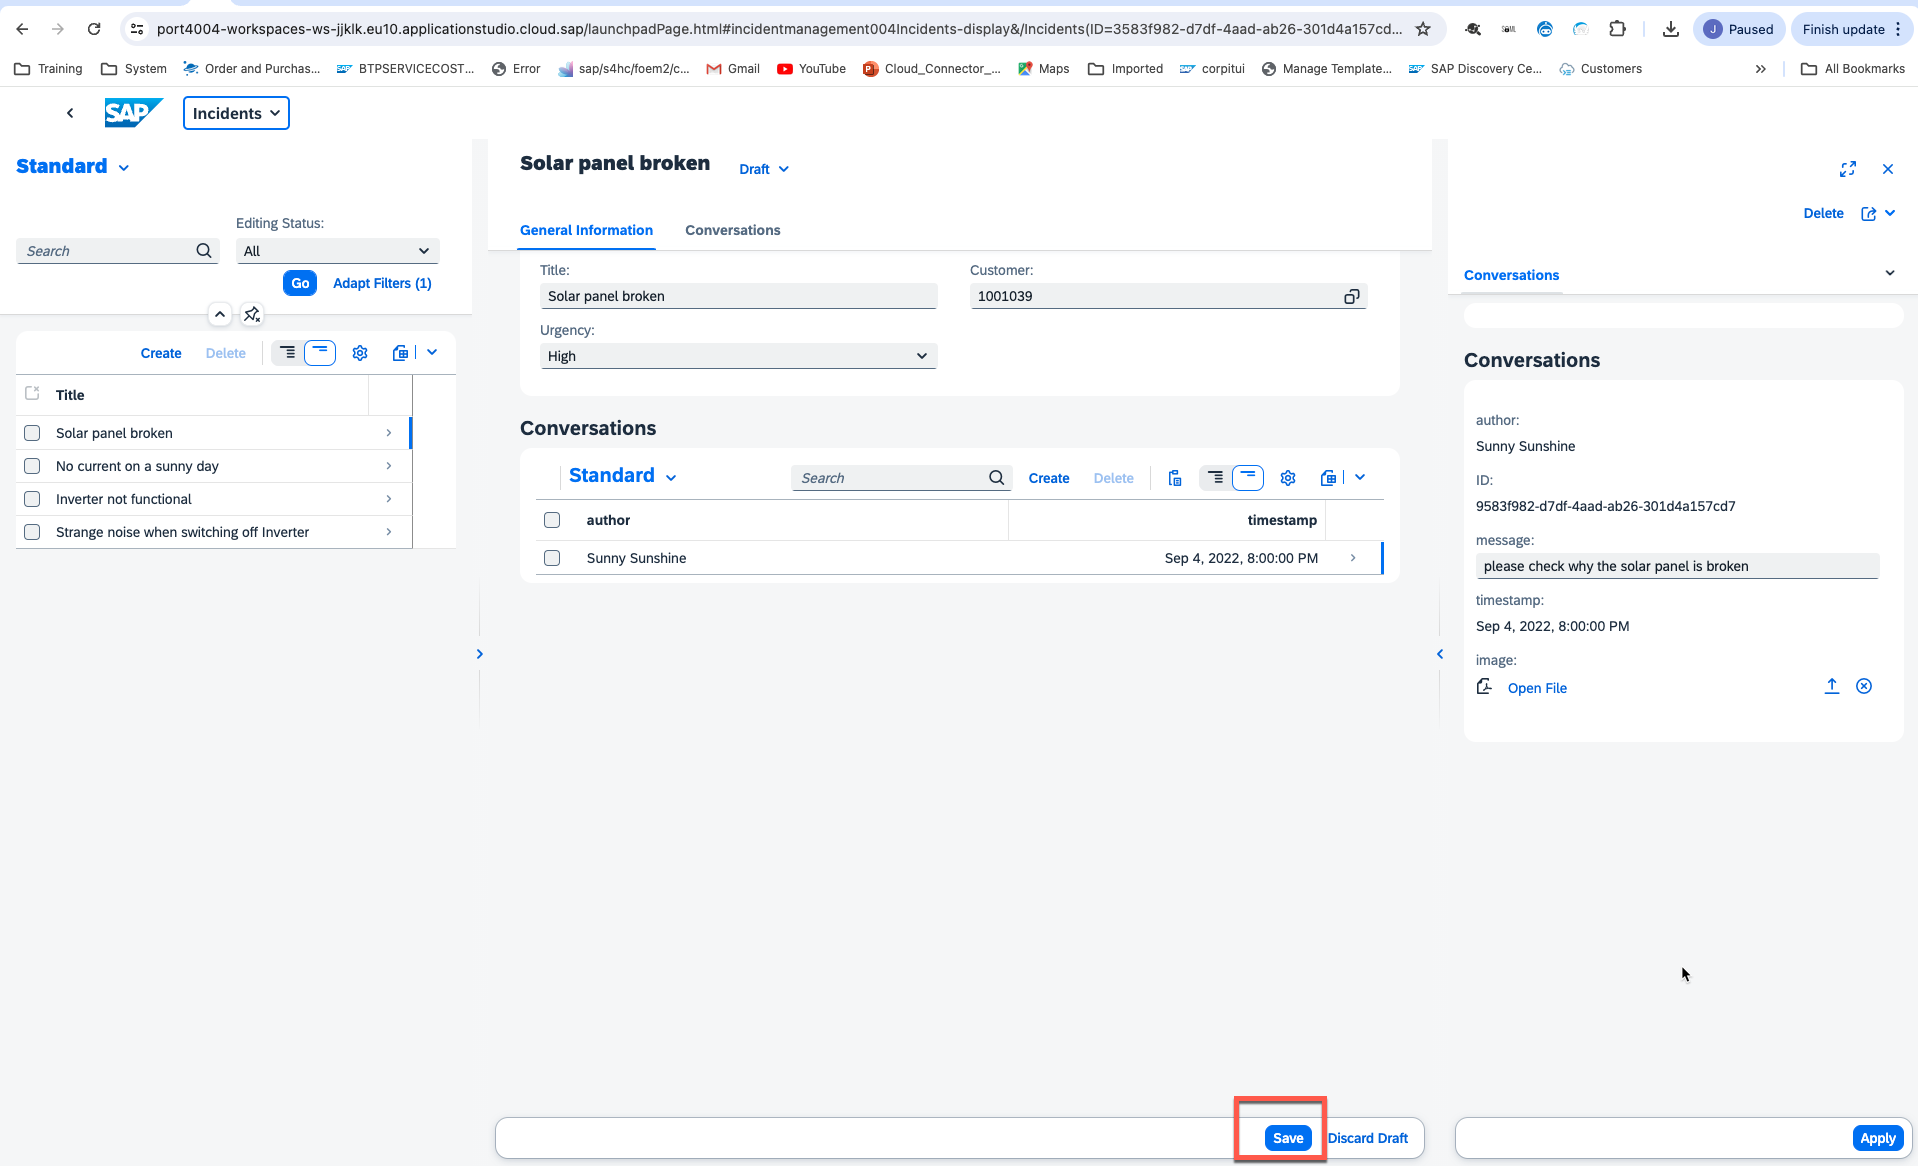 port4004-workspaces-ws-jjklk.eu10.applicationstudio.cloud.sap/launchpadPage.html#incidentmanagement004Incidents-display&/Incidents(ID=3583f982-d7df-4aad-ab26-301d4a157cd...
J Paused
Finish update
Training
System
Order and Purchas...
BTPSERVICECOST...
Error
sap/s4hc/foem2/c...
Gmail
YouTube
Cloud_Connector_...
Maps
Imported
corpitui
Manage Template...
SAP Discovery Ce...
Customers
All Bookmarks
SAP
Incidents
Standard
Editing Status:
Search
All
Go
Adapt Filters (1)
Create
Delete
Title
Solar panel broken
No current on a sunny day
Inverter not functional
Strange noise when switching off Inverter
Solar panel broken
Draft
General Information
Conversations
Title:
Customer:
Solar panel broken
1001039
Urgency:
High
Conversations
Standard
Search
Create
Delete
author
timestamp
Sunny Sunshine
Sep 4, 2022, 8:00:00 PM
Save
Discard Draft
Delete
Conversations
Conversations
author:
Sunny Sunshine
ID:
9583f982-d7df-4aad-ab26-301d4a157cd7
message:
please check why the solar panel is broken
timestamp:
Sep 4, 2022, 8:00:00 PM
image:
Open File
Apply